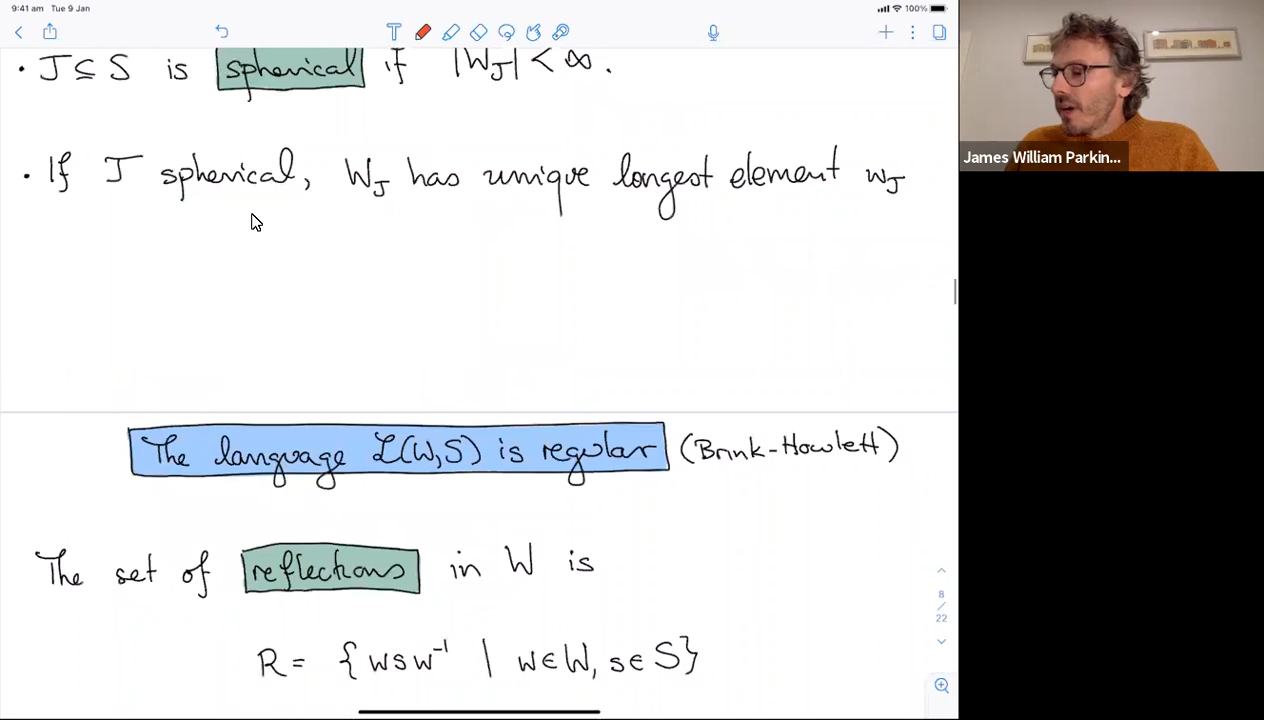 9:41 am Tue 9 Jan
100%
T
• J ⊆ S is spherical if |W_J| < ∞.
• If J spherical, W_J has unique longest element w_J
James William Parkin...
The language L(W,S) is regular (Brink-Howlett)
The set of reflections in W is
8
/
22
R = {wsw⁻¹ | w∈W, s∈S}